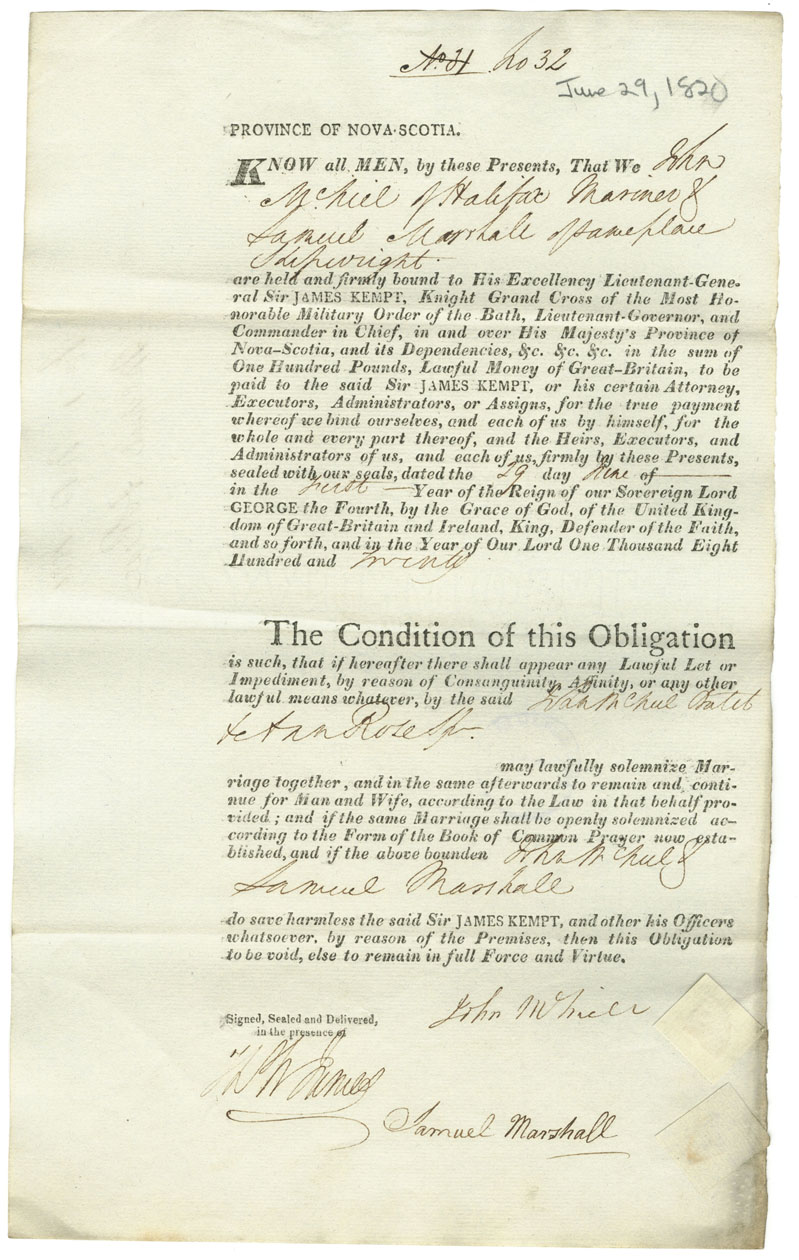 No 31 No 32
June 29, 1820
PROVINCE OF NOVA-SCOTIA.
KNOW all MEN, by these Presents, That We John
McNiel of Halifax Mariner &
Samuel Marshall of same place
Shipwright
are held and firmly bound to His Excellency Lieutenant-Gene-
ral Sir JAMES KEMPT, Knight Grand Cross of the Most Ho-
norable Military Order of the Bath, Lieutenant-Governor, and
Commander in Chief, in and over His Majesty's Province of
Nova-Scotia, and its Dependencies, &c. &c. &c. in the sum of
One Hundred Pounds, Lawful Money of Great-Britain, to be
paid to the said Sir JAMES KEMPT, or his certain Attorney,
Executors, Administrators, or Assigns, for the true payment
whereof we bind ourselves, and each of us by himself, for the
whole and every part thereof, and the Heirs, Executors, and
Administrators of us, and each of us, firmly by these Presents,
sealed with our seals, dated the 29 day June of
in the First Year of the Reign of our Sovereign Lord
GEORGE the Fourth, by the Grace of God, of the United King-
dom of Great-Britain and Ireland, King, Defender of the Faith,
and so forth, and in the Year of Our Lord One Thousand Eight
Hundred and Twenty
The Condition of this Obligation
is such, that if hereafter there shall appear any Lawful Let or
Impediment, by reason of Consanguinity, Affinity, or any other
lawful means whatever, by the said John McNiel Batch
& Ann Rose Spr.
may lawfully solemnize Mar-
riage together, and in the same afterwards to remain and conti-
nue for Man and Wife, according to the Law in that behalf pro-
vided; and if the same Marriage shall be openly solemnized ac-
cording to the Form of the Book of Common Prayer now esta-
blished, and if the above bounden John McNiel &
Samuel Marshall
do save harmless the said Sir JAMES KEMPT, and other his Officers
whatsoever, by reason of the Premises, then this Obligation
to be void, else to remain in full Force and Virtue.
Signed, Sealed and Delivered,
in the presence of
John McNiel
James
Samuel Marshall